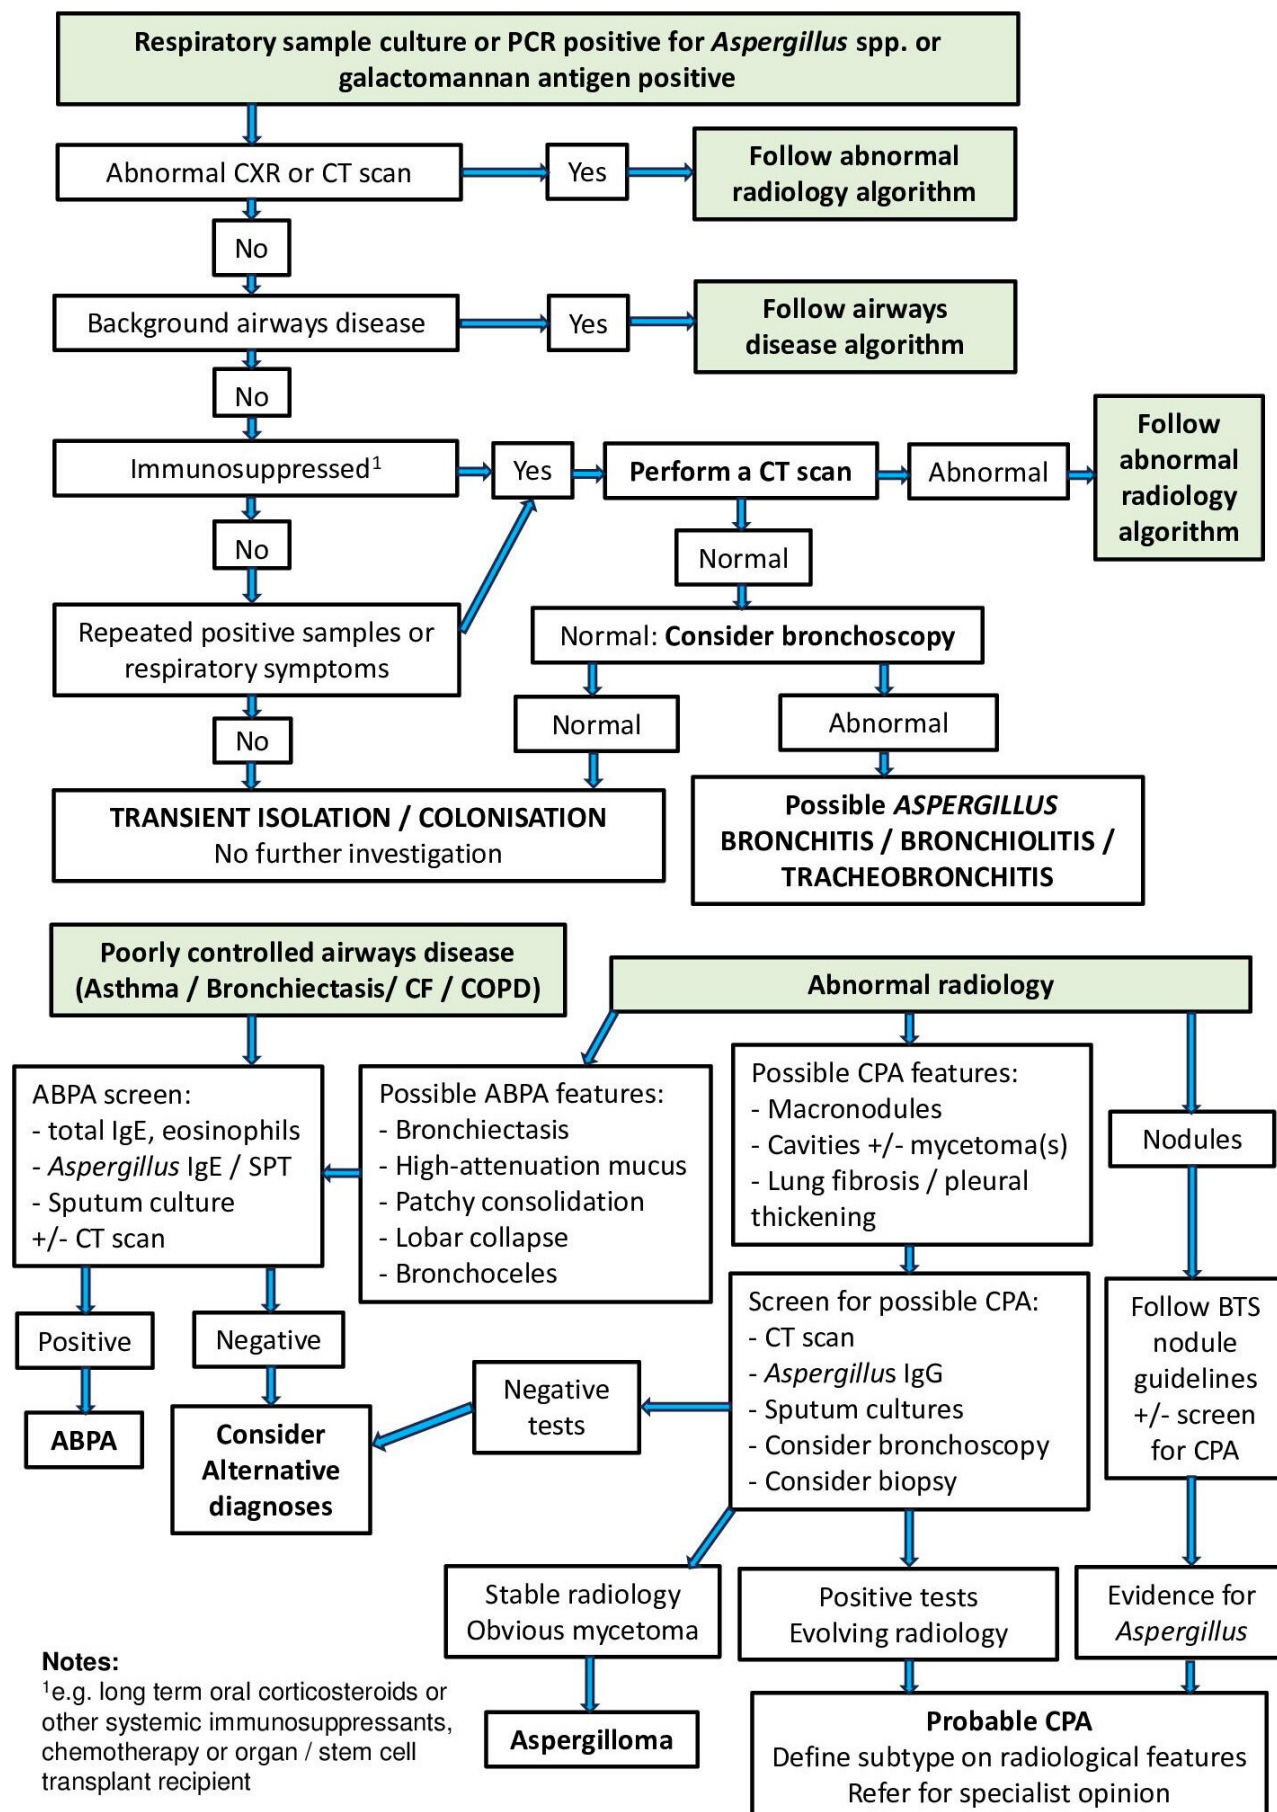 Respiratory sample culture or PCR positive for Aspergillus spp. or
galactomannan antigen positive
Abnormal CXR or CT scan
Yes
Follow abnormal
radiology algorithm
No
Background airways disease
Yes
Follow airways
disease algorithm
No
Immunosuppressed¹
Yes
Perform a CT scan
Abnormal
Follow
abnormal
radiology
algorithm
No
Normal
Repeated positive samples or
respiratory symptoms
Normal: Consider bronchoscopy
No
Normal
Abnormal
TRANSIENT ISOLATION / COLONISATION
No further investigation
Possible ASPERGILLUS
BRONCHITIS / BRONCHIOLITIS /
TRACHEOBRONCHITIS
Poorly controlled airways disease
(Asthma / Bronchiectasis/ CF / COPD)
Abnormal radiology
ABPA screen:
- total IgE, eosinophils
- Aspergillus IgE / SPT
- Sputum culture
+/- CT scan
Possible ABPA features:
- Bronchiectasis
- High-attenuation mucus
- Patchy consolidation
- Lobar collapse
- Bronchoceles
Possible CPA features:
- Macronodules
- Cavities +/- mycetoma(s)
- Lung fibrosis / pleural
thickening
Nodules
Positive
Negative
ABPA
Consider
Alternative
diagnoses
Negative
tests
Screen for possible CPA:
- CT scan
- Aspergillus IgG
- Sputum cultures
- Consider bronchoscopy
- Consider biopsy
Follow BTS
nodule
guidelines
+/- screen
for CPA
Stable radiology
Obvious mycetoma
Positive tests
Evolving radiology
Evidence for
Aspergillus
Aspergilloma
Probable CPA
Define subtype on radiological features
Refer for specialist opinion
Notes:
¹e.g. long term oral corticosteroids or
other systemic immunosuppressants,
chemotherapy or organ / stem cell
transplant recipient